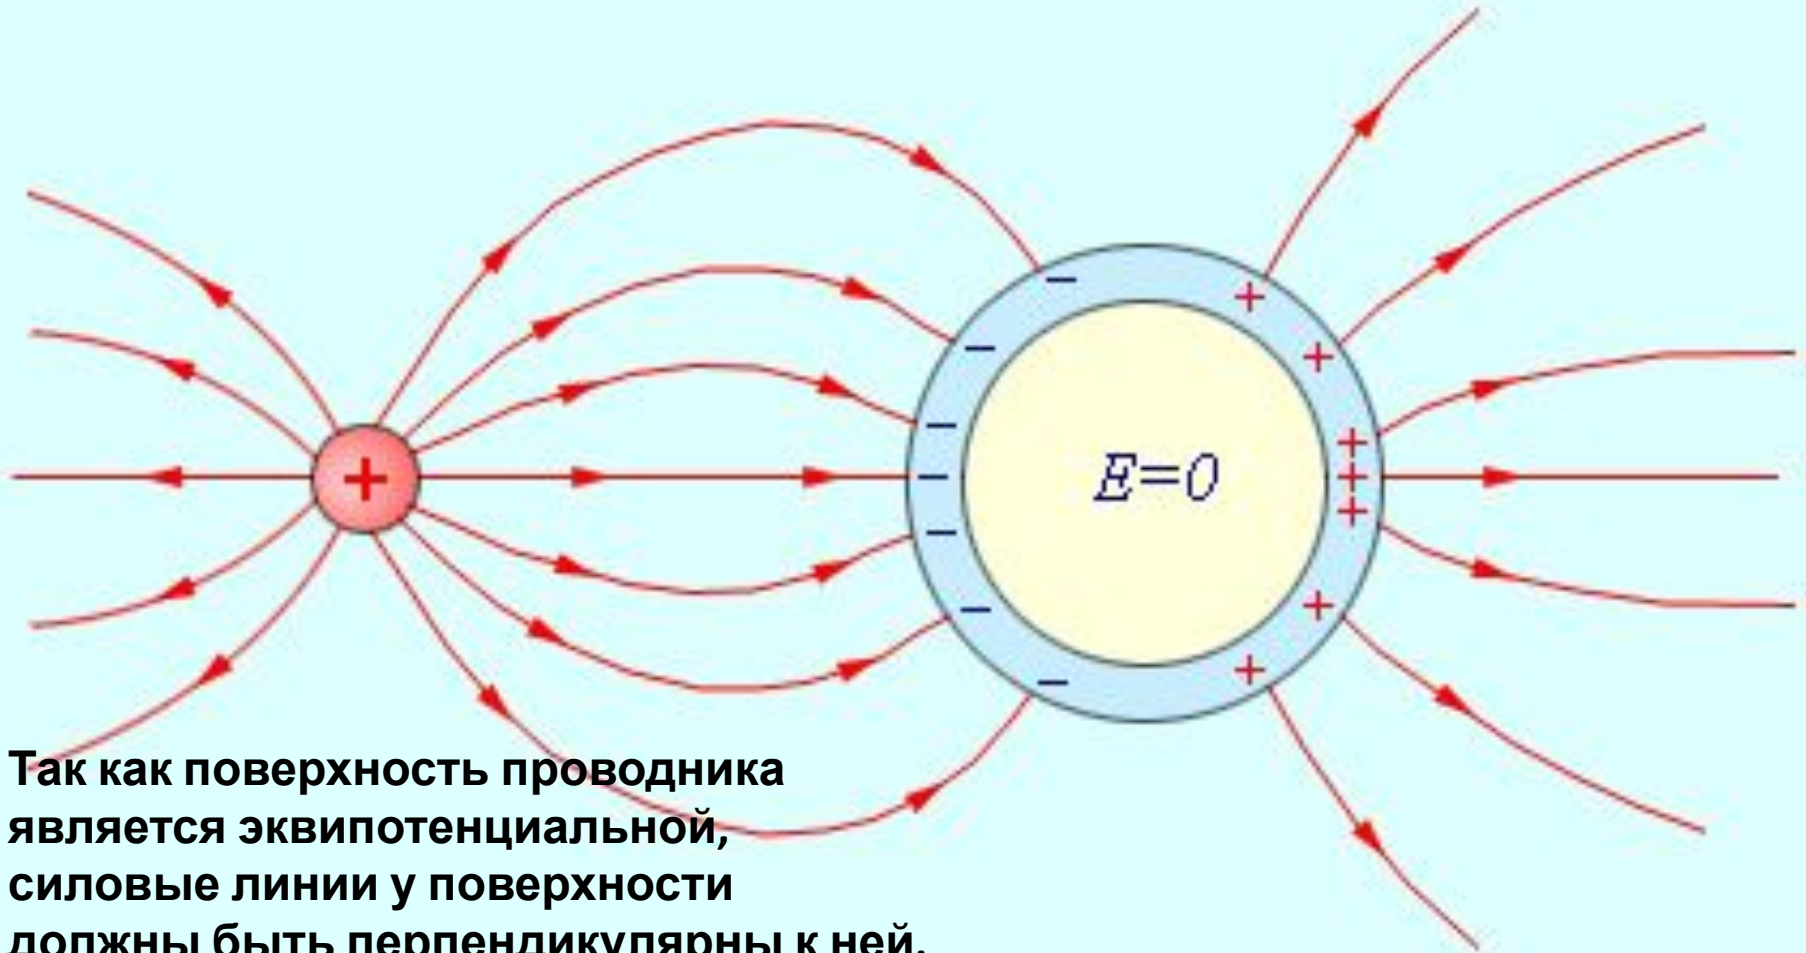 +
− + 
− +
− +
− E=0 +
− +
− +
− +
Так как поверхность проводника
является эквипотенциальной,
силовые линии у поверхности
должны быть перпендикулярны к ней.